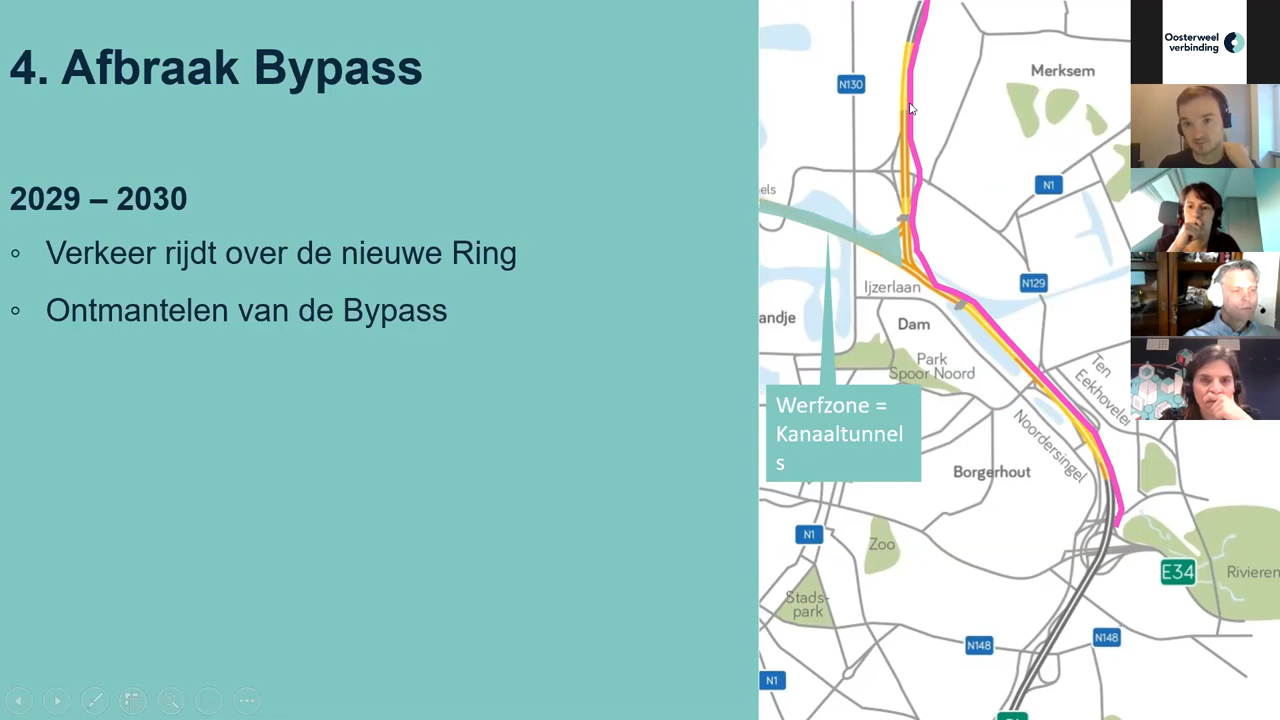 4. Afbraak Bypass
2029 – 2030
◦ Verkeer rijdt over de nieuwe Ring
◦ Ontmantelen van de Bypass
Oosterweel
verbinding
Merksem
N130
N1
els
N129
Ijzerlaan
andje
Dam
Park
Spoor Noord
Ten
Eekhovelei
Werfzone =
Kanaaltunnel
s
Noordersingel
Borgerhout
N1
Zoo
E34
Rivieren
Stads-
park
N148
N148
N1